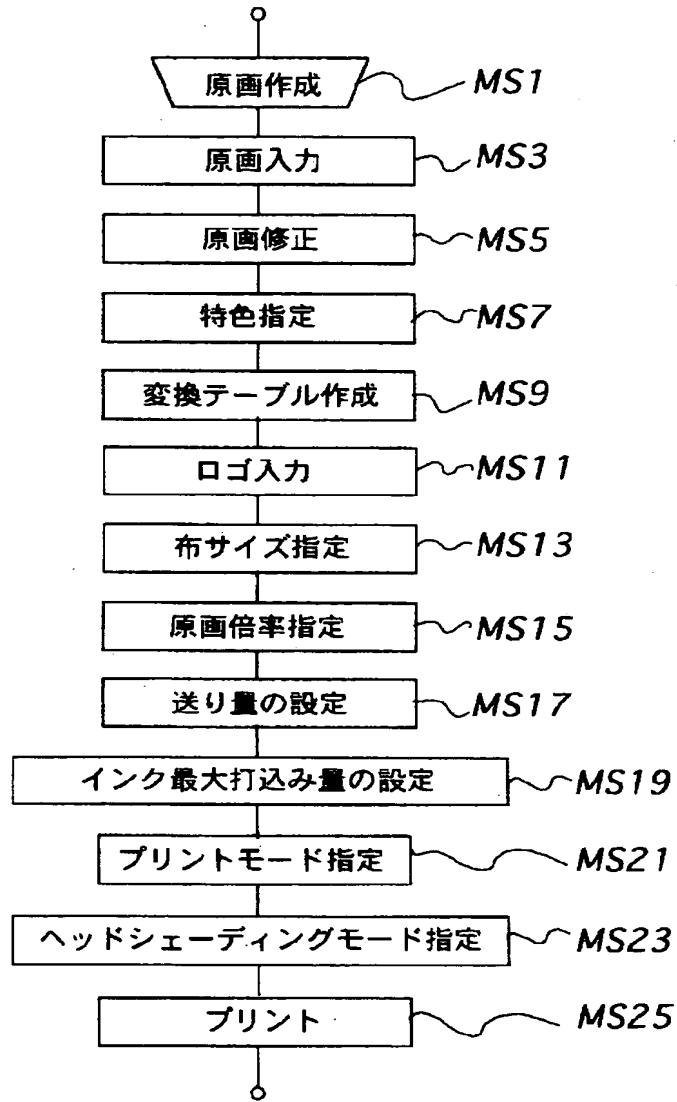 原画作成 MS1
原画入力 MS3
原画修正 MS5
特色指定 MS7
変換テーブル作成 MS9
ロゴ入力 MS11
布サイズ指定 MS13
原画倍率指定 MS15
送り量の設定 MS17
インク最大打込み量の設定 MS19
プリントモード指定 MS21
ヘッドシェーディングモード指定 MS23
プリント MS25